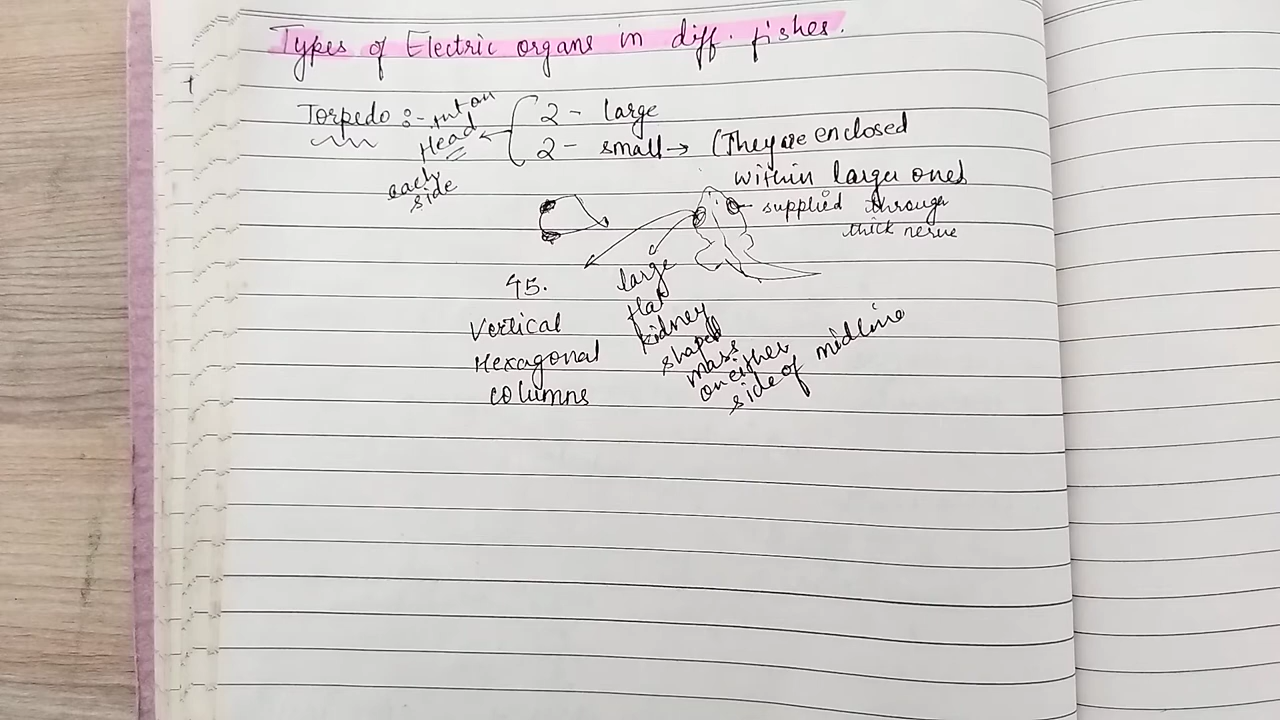 Types of Electric organs in diff. fishes.
Torpedo :- 2 - large
Head 2 - small → (They are enclosed
each side within larger ones
supplied through
thick nerve
45.
Vertical
Hexagonal
columns
large
flat
kidney
shaped
mass
on either
side of midline